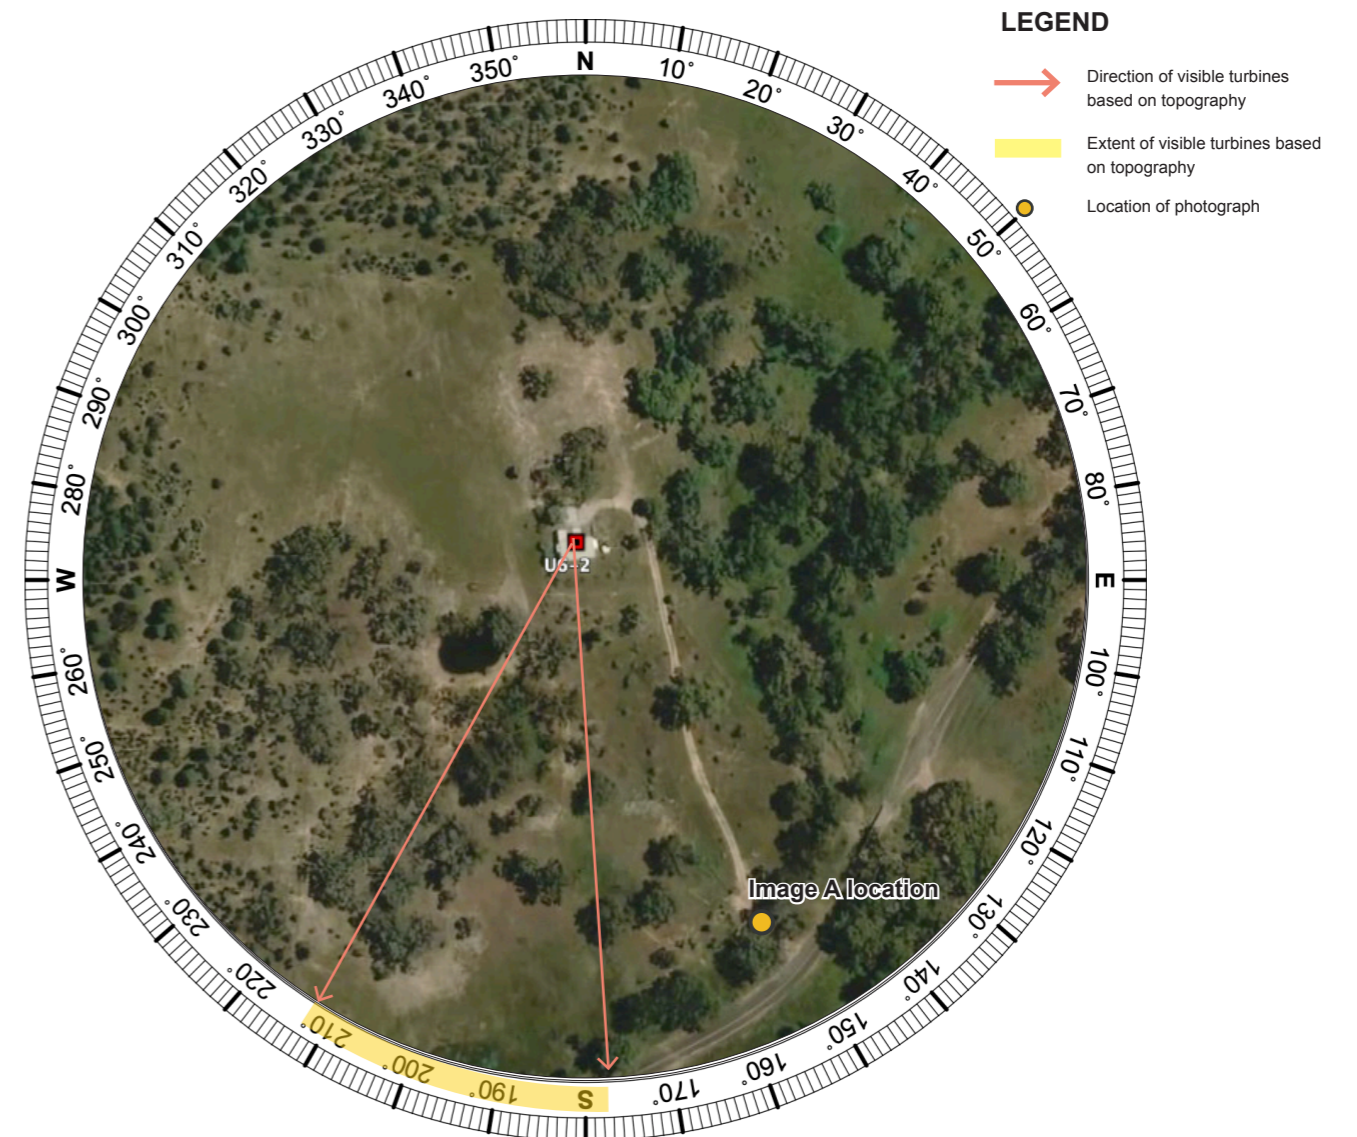 LEGEND
Direction of visible turbines
based on topography
Extent of visible turbines based
on topography
Location of photograph
N
10°
20°
30°
40°
50°
60°
70°
80°
E
100°
110°
120°
130°
140°
150°
160°
170°
S
190°
200°
210°
220°
230°
240°
250°
260°
W
280°
290°
300°
310°
320°
330°
340°
350°
U6-2
Image A location